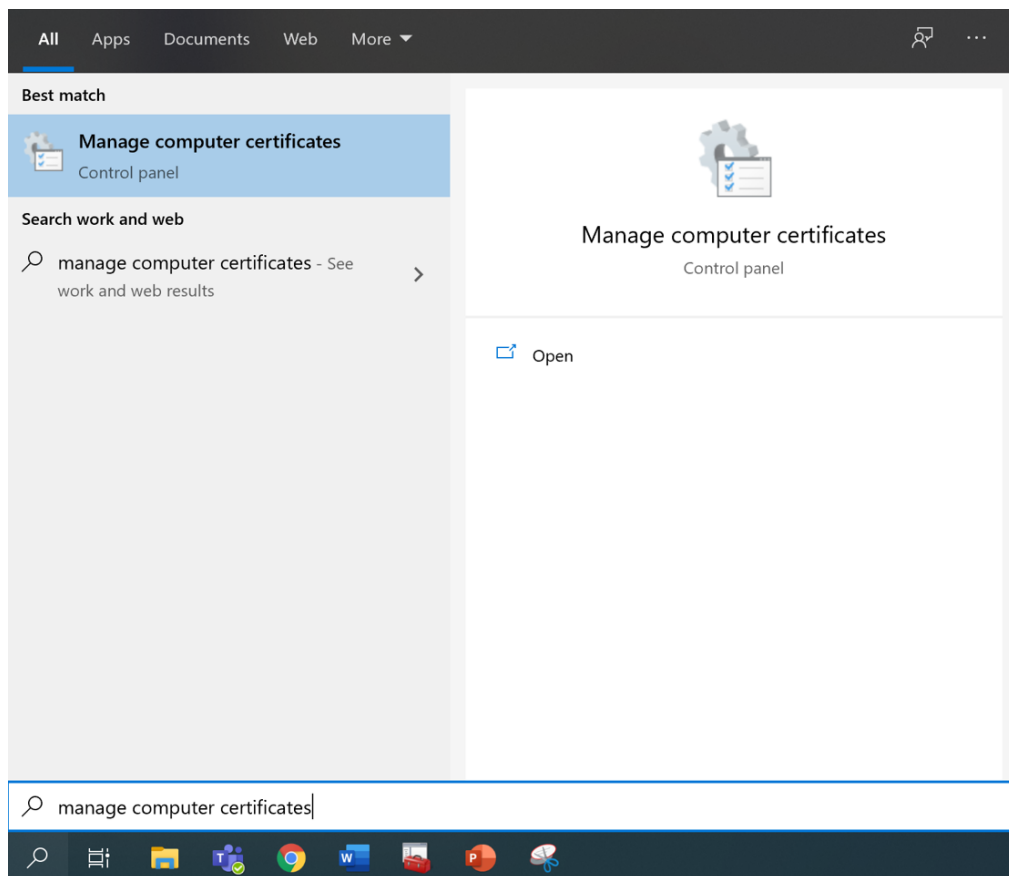 All Apps Documents Web More
Best match
Manage computer certificates
Control panel
Search work and web
manage computer certificates - See
work and web results
Manage computer certificates
Control panel
Open
manage computer certificates
T W P